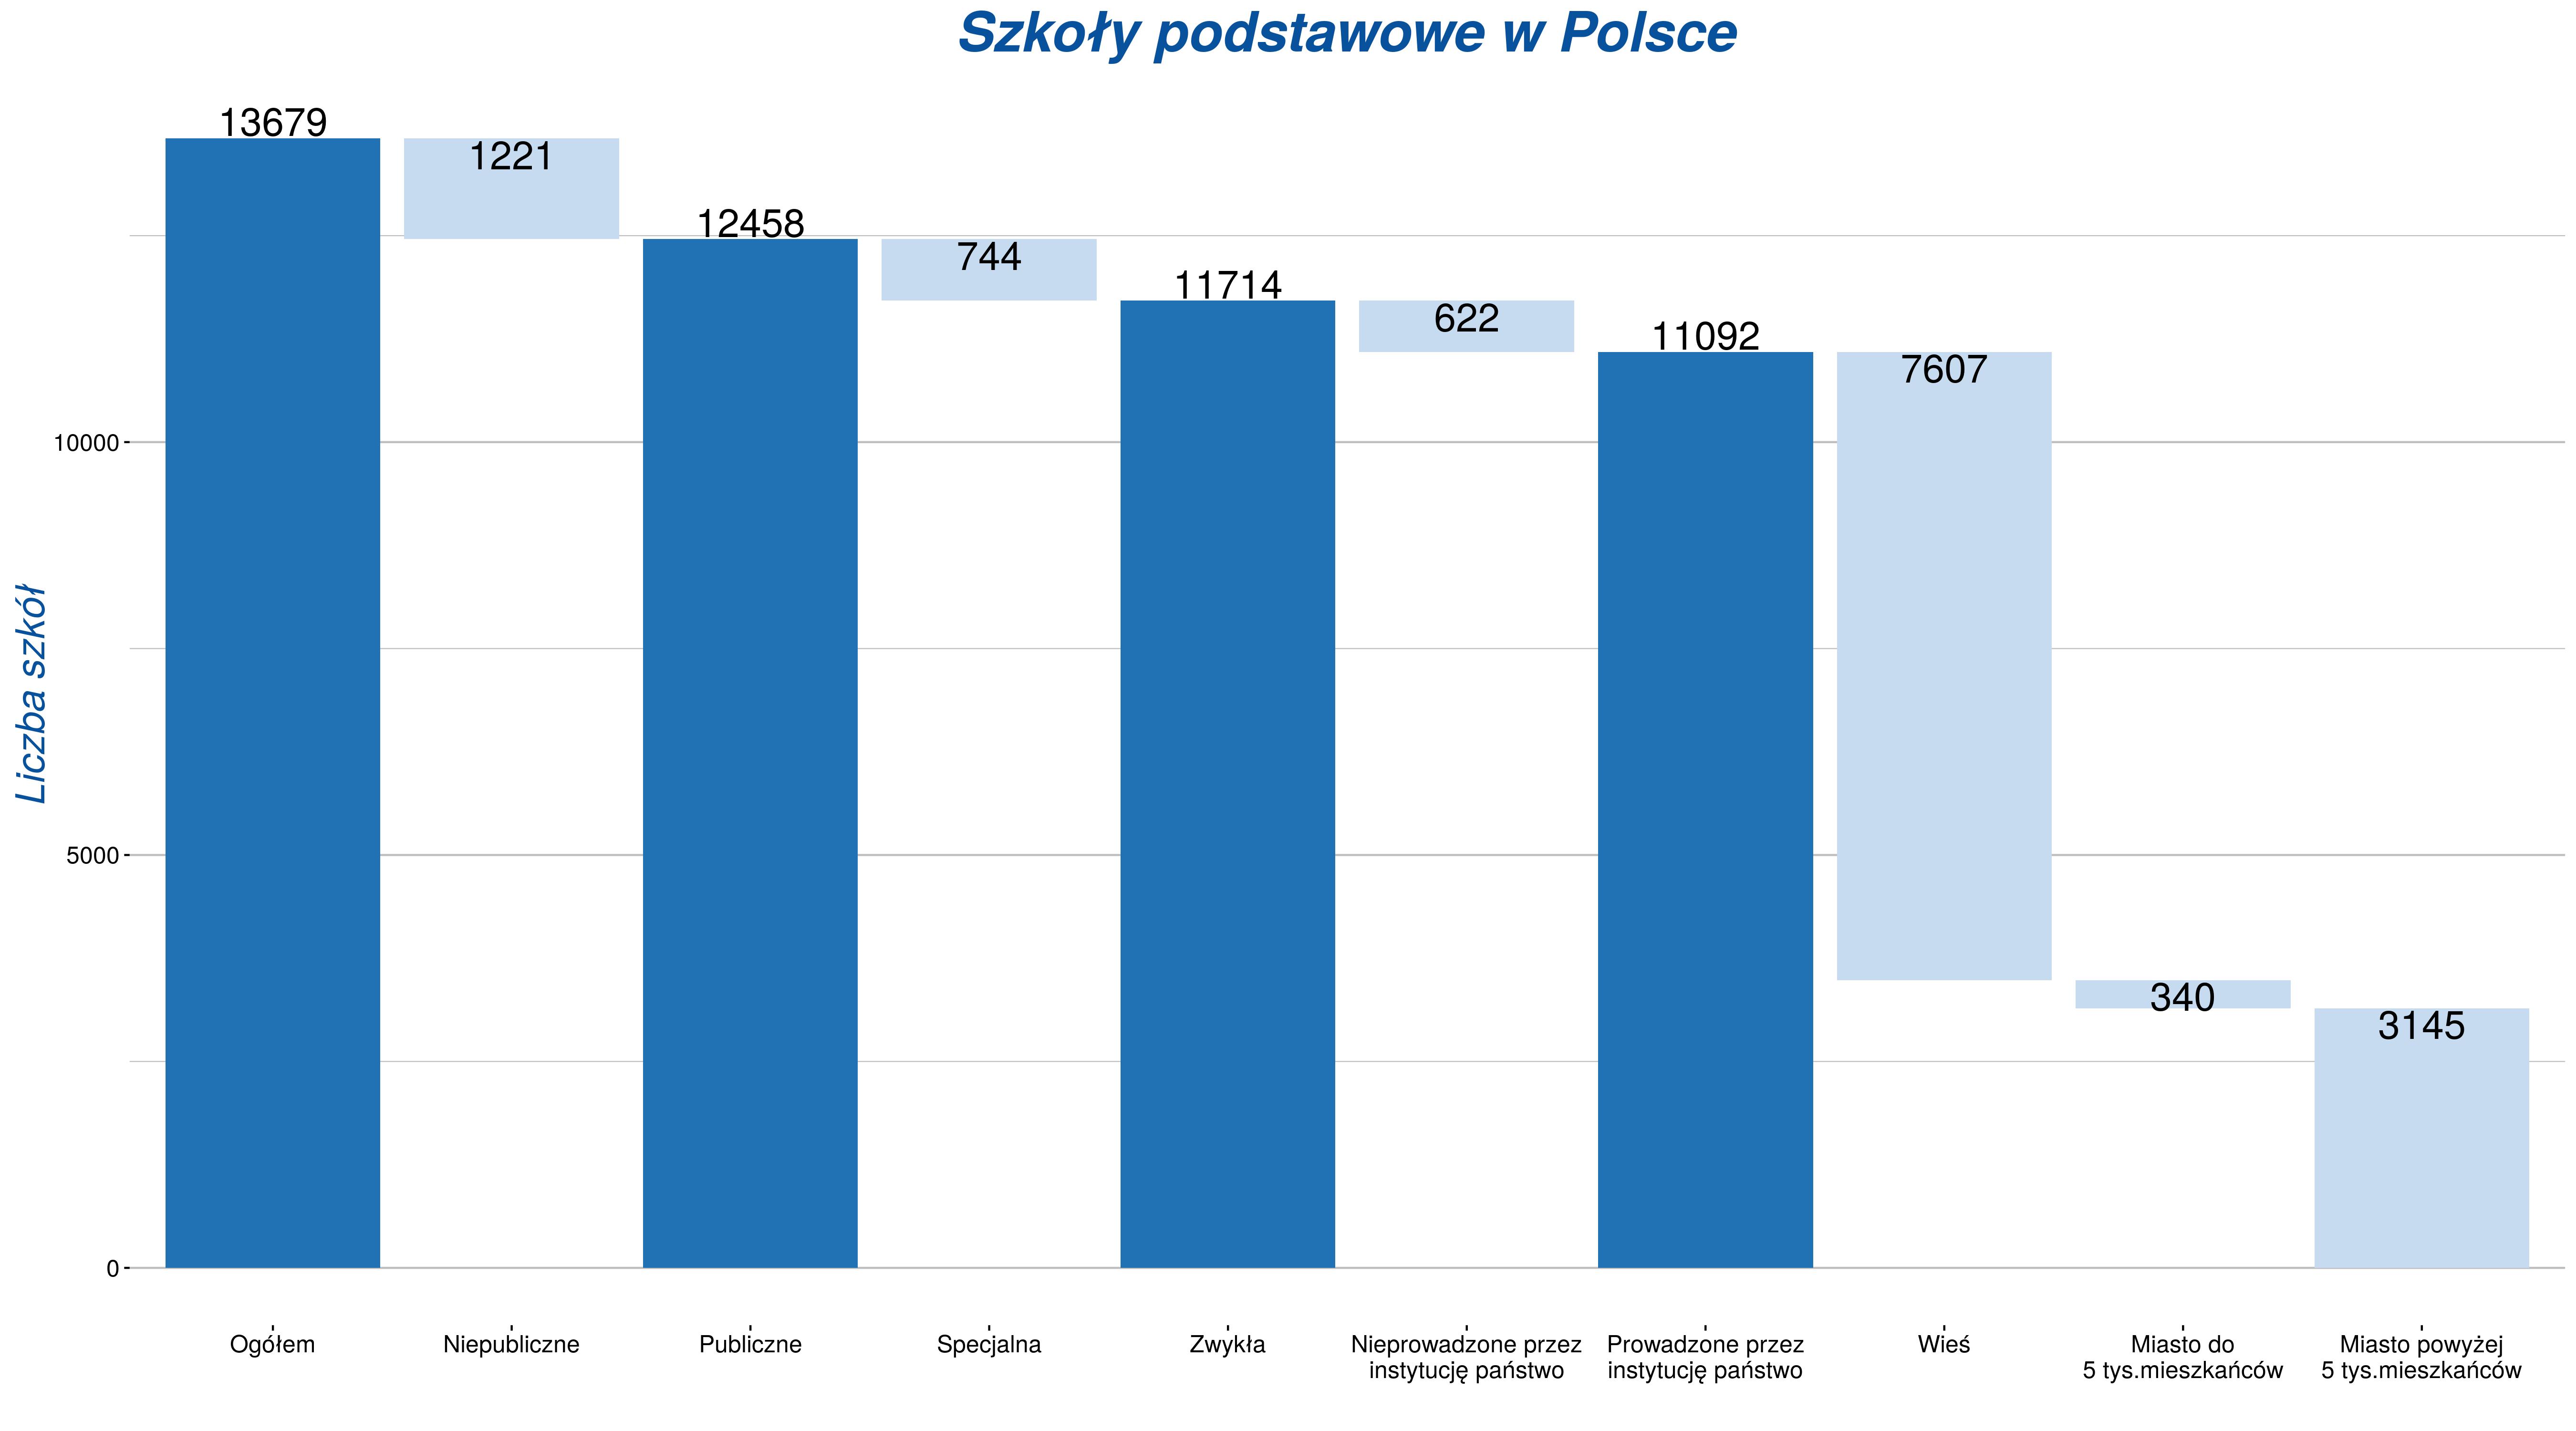 Szkoły podstawowe w Polsce
13679
1221
12458
744
11714
622
11092
7607
340
3145
10000
5000
0
Liczba szkół
Ogółem
Niepubliczne
Publiczne
Specjalna
Zwykła
Nieprowadzone przez
instytucję państwo
Prowadzone przez
instytucję państwo
Wieś
Miasto do
5 tys.mieszkańców
Miasto powyżej
5 tys.mieszkańców